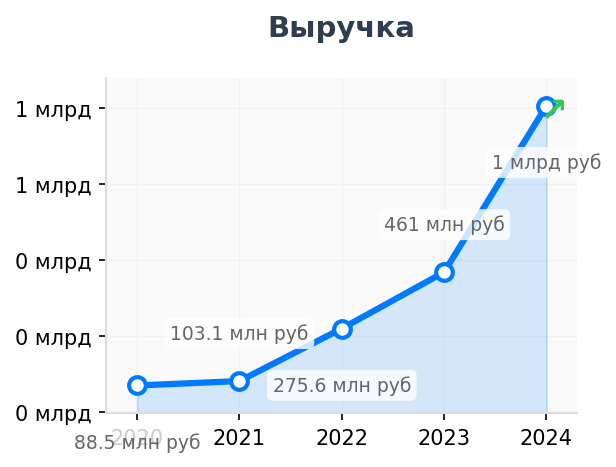 Выручка
1 млрд
1 млрд
1 млрд руб
461 млн руб
0 млрд
103.1 млн руб
0 млрд
275.6 млн руб
0 млрд
2020 2021 2022 2023 2024
88.5 млн руб